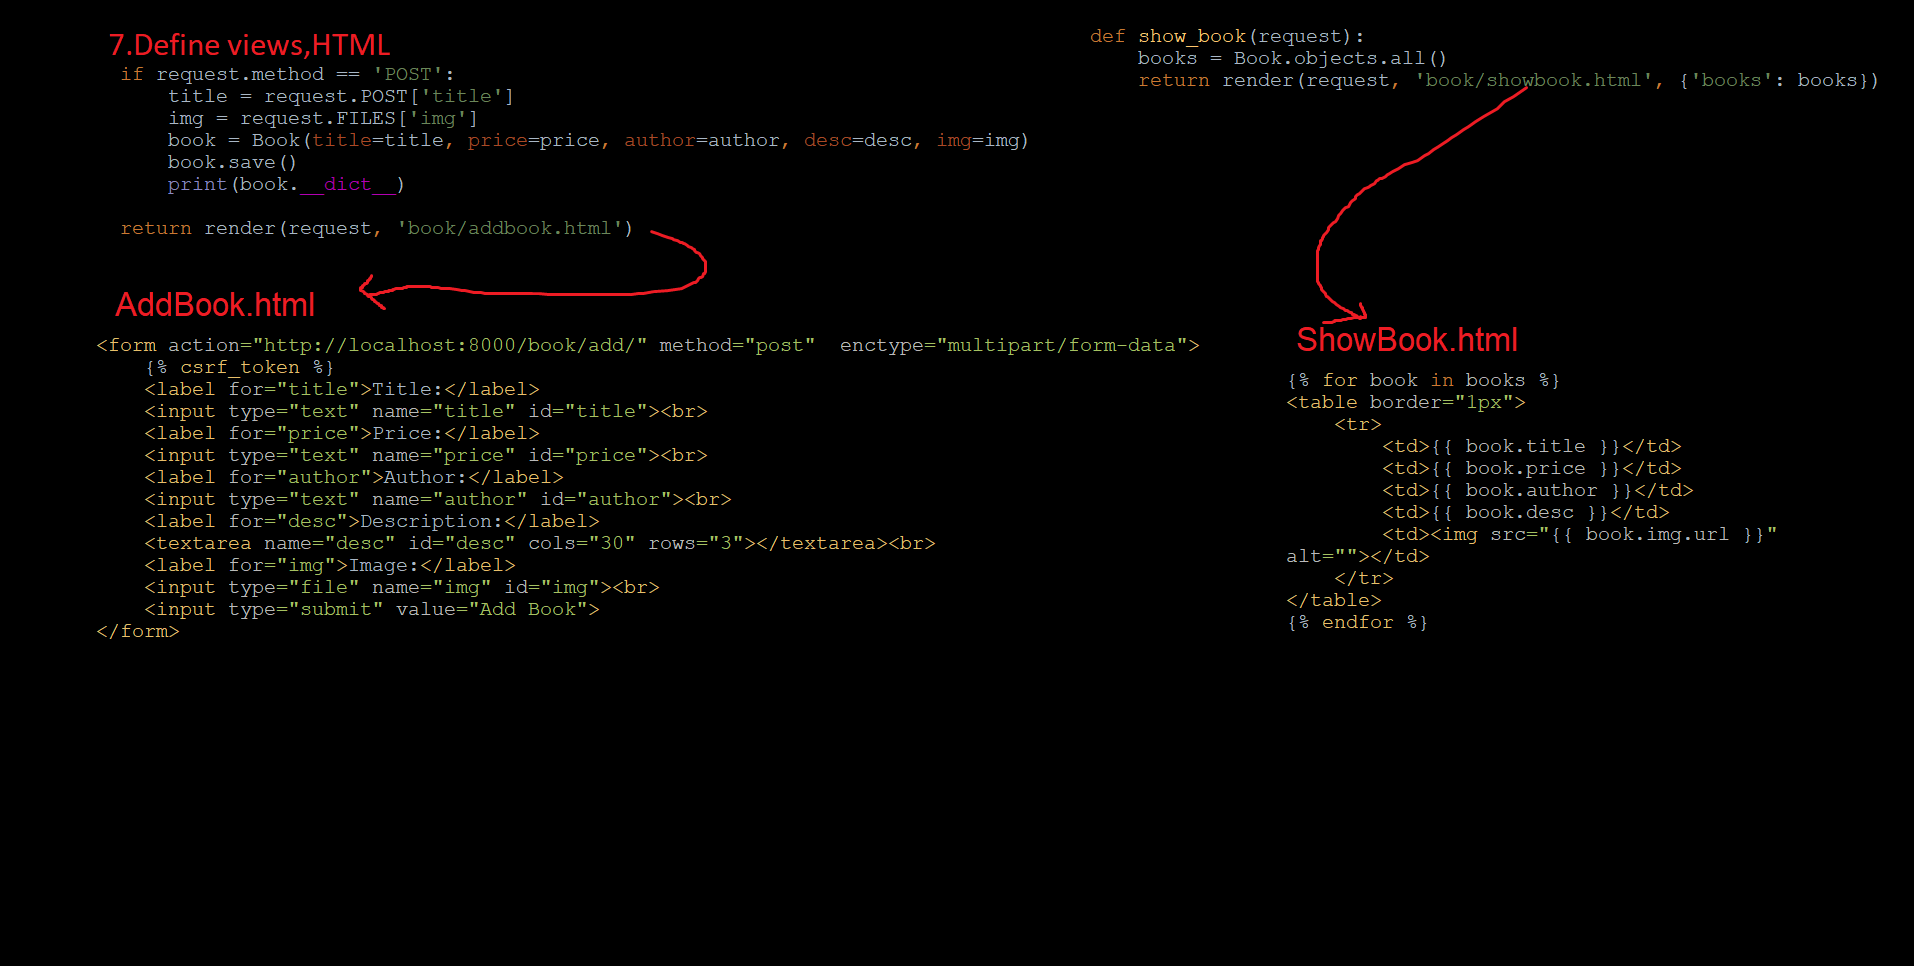 7.Define views,HTML
if request.method == 'POST':
    title = request.POST['title']
    img = request.FILES['img']
    book = Book(title=title, price=price, author=author, desc=desc, img=img)
    book.save()
    print(book.__dict__)
return render(request, 'book/addbook.html')
AddBook.html
<form action="http://localhost:8000/book/add/" method="post"  enctype="multipart/form-data">
    {% csrf_token %}
    <label for="title">Title:</label>
    <input type="text" name="title" id="title"><br>
    <label for="price">Price:</label>
    <input type="text" name="price" id="price"><br>
    <label for="author">Author:</label>
    <input type="text" name="author" id="author"><br>
    <label for="desc">Description:</label>
    <textarea name="desc" id="desc" cols="30" rows="3"></textarea><br>
    <label for="img">Image:</label>
    <input type="file" name="img" id="img"><br>
    <input type="submit" value="Add Book">
</form>
def show_book(request):
    books = Book.objects.all()
    return render(request, 'book/showbook.html', {'books': books})
ShowBook.html
{% for book in books %}
<table border="1px">
    <tr>
        <td>{{ book.title }}</td>
        <td>{{ book.price }}</td>
        <td>{{ book.author }}</td>
        <td>{{ book.desc }}</td>
        <td><img src="{{ book.img.url }}"
alt=""></td>
    </tr>
</table>
{% endfor %}